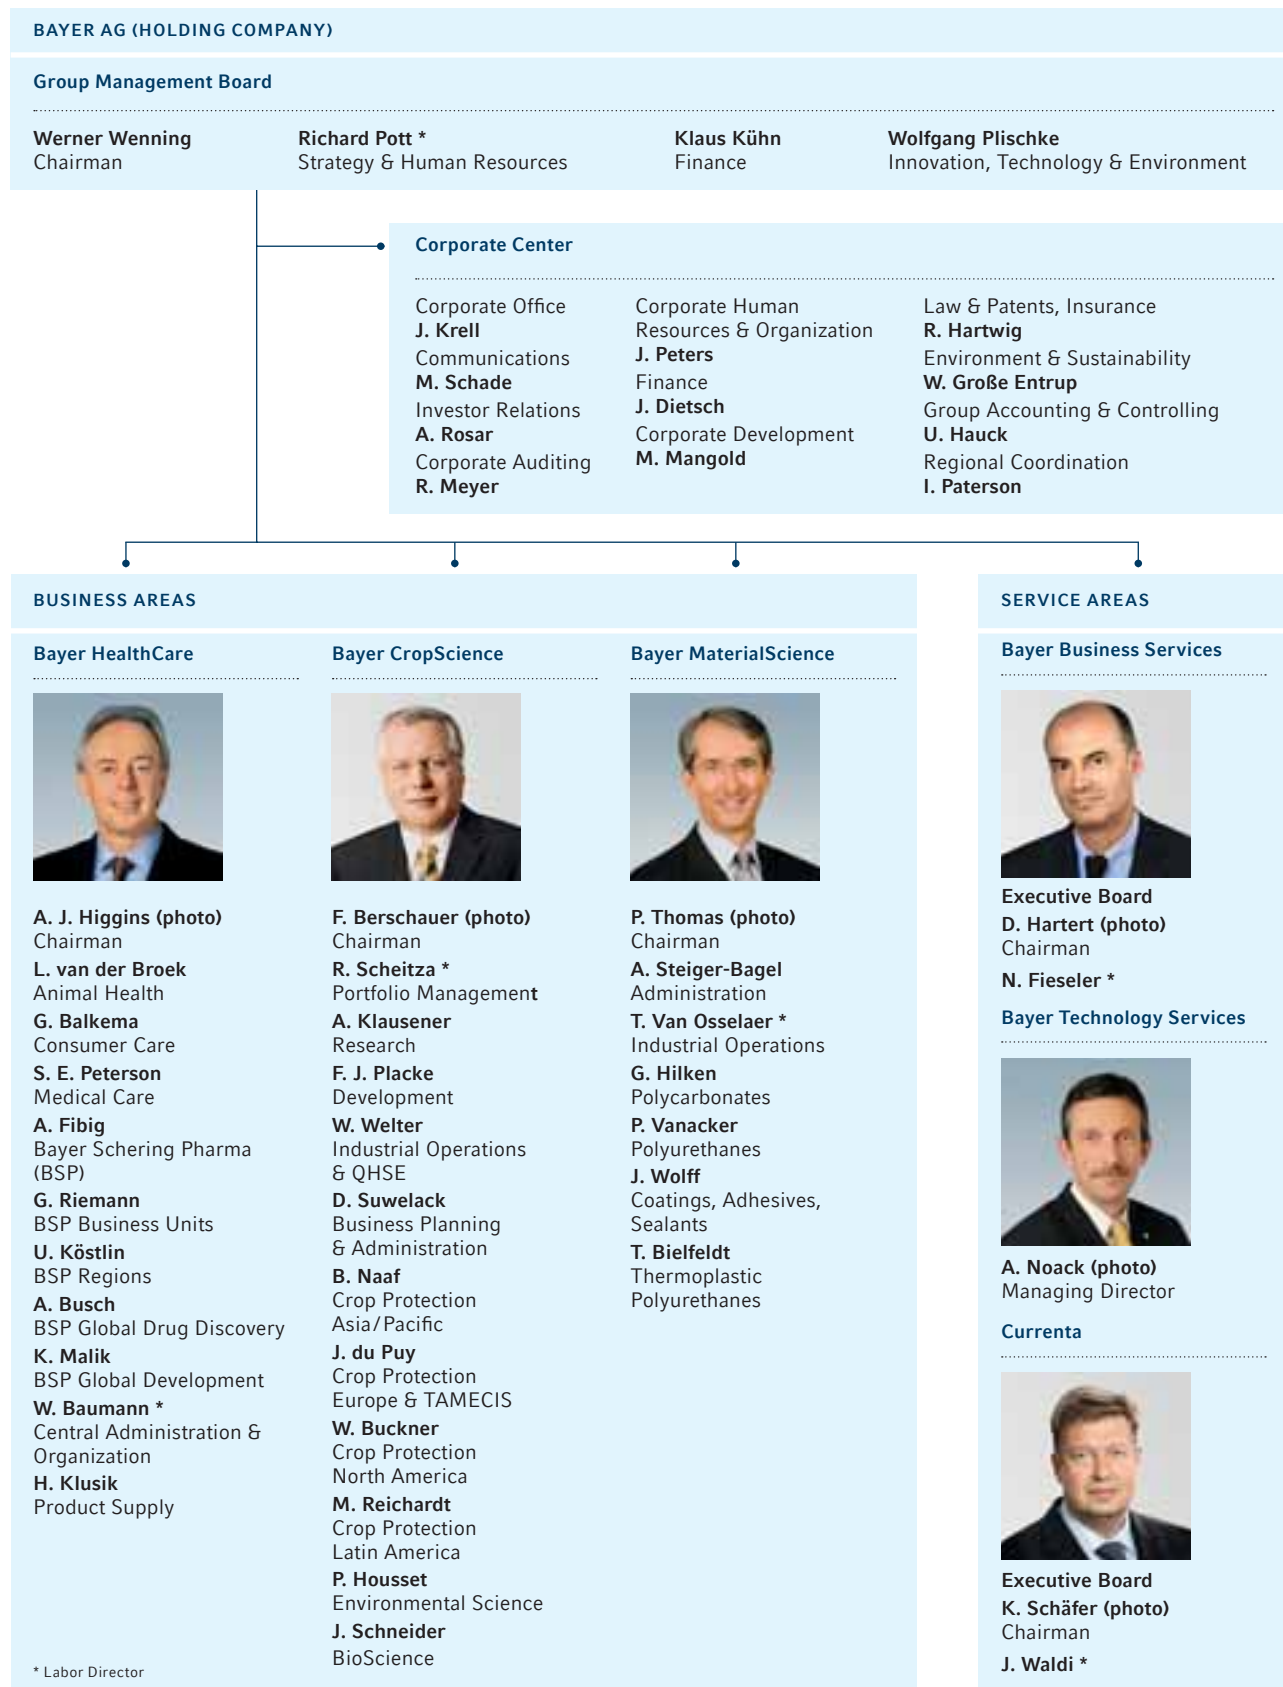 BAYER AG (HOLDING COMPANY)
Group Management Board
Werner Wenning
Chairman
Richard Pott *
Strategy & Human Resources
Klaus Kühn
Finance
Wolfgang Plischke
Innovation, Technology & Environment
Corporate Center
Corporate Office
J. Krell
Communications
M. Schade
Investor Relations
A. Rosar
Corporate Auditing
R. Meyer
Corporate Human
Resources & Organization
J. Peters
Finance
J. Dietsch
Corporate Development
M. Mangold
Law & Patents, Insurance
R. Hartwig
Environment & Sustainability
W. Große Entrup
Group Accounting & Controlling
U. Hauck
Regional Coordination
I. Paterson
BUSINESS AREAS
Bayer HealthCare
A. J. Higgins (photo)
Chairman
L. van der Broek
Animal Health
G. Balkema
Consumer Care
S. E. Peterson
Medical Care
A. Fibig
Bayer Schering Pharma
(BSP)
G. Riemann
BSP Business Units
U. Köstlin
BSP Regions
A. Busch
BSP Global Drug Discovery
K. Malik
BSP Global Development
W. Baumann *
Central Administration &
Organization
H. Klusik
Product Supply
Bayer CropScience
F. Berschauer (photo)
Chairman
R. Scheitza *
Portfolio Management
A. Klausener
Research
F. J. Placke
Development
W. Welter
Industrial Operations
& QHSE
D. Suwelack
Business Planning
& Administration
B. Naaf
Crop Protection
Asia/Pacific
J. du Puy
Crop Protection
Europe & TAMECIS
W. Buckner
Crop Protection
North America
M. Reichardt
Crop Protection
Latin America
P. Housset
Environmental Science
J. Schneider
BioScience
Bayer MaterialScience
P. Thomas (photo)
Chairman
A. Steiger-Bagel
Administration
T. Van Osselaer *
Industrial Operations
G. Hilken
Polycarbonates
P. Vanacker
Polyurethanes
J. Wolff
Coatings, Adhesives,
Sealants
T. Bielfeldt
Thermoplastic
Polyurethanes
SERVICE AREAS
Bayer Business Services
Executive Board
D. Hartert (photo)
Chairman
N. Fieseler *
Bayer Technology Services
A. Noack (photo)
Managing Director
Currenta
Executive Board
K. Schäfer (photo)
Chairman
J. Waldi *
* Labor Director